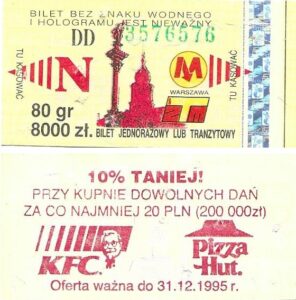 BILET BEZ ZNAKU WODNEGO
I HOLOGRAMU JEST NIEWAŻNY
DD 3576576
TU KASOWAĆ
N
M
WARSZAWA
ZTM
TU KASOWAĆ
80 gr
8000 zł.
BILET JEDNORAZOWY LUB TRANZYTOWY
10% TANIEJ!
PRZY KUPNIE DOWOLNYCH DAŃ
ZA CO NAJMNIEJ 20 PLN (200 000zł)
KFC.
Pizza
Hut.
Oferta ważna do 31.12.1995 r.